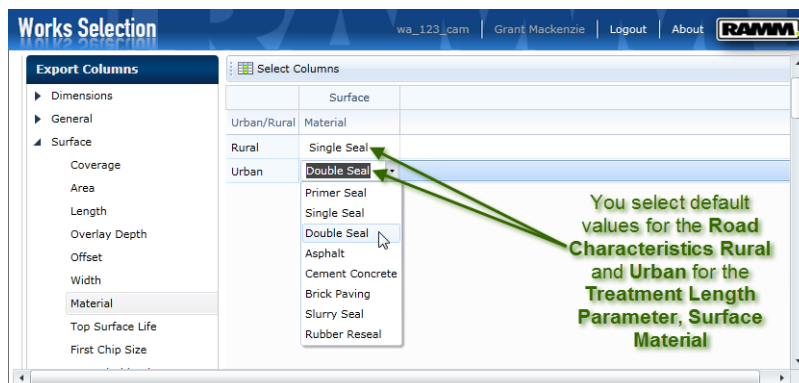 Works Selection
wa_123_cam | Grant Mackenzie | Logout | About RAMM
Export Columns
Dimensions
General
Surface
Coverage
Area
Length
Overlay Depth
Offset
Width
Material
Top Surface Life
First Chip Size
Select Columns
Surface
Urban/Rural Material
Rural Single Seal
Urban Double Seal
Primer Seal
Single Seal
Double Seal
Asphalt
Cement Concrete
Brick Paving
Slurry Seal
Rubber Reseal
You select default
values for the Road
Characteristics Rural
and Urban for the
Treatment Length
Parameter, Surface
Material